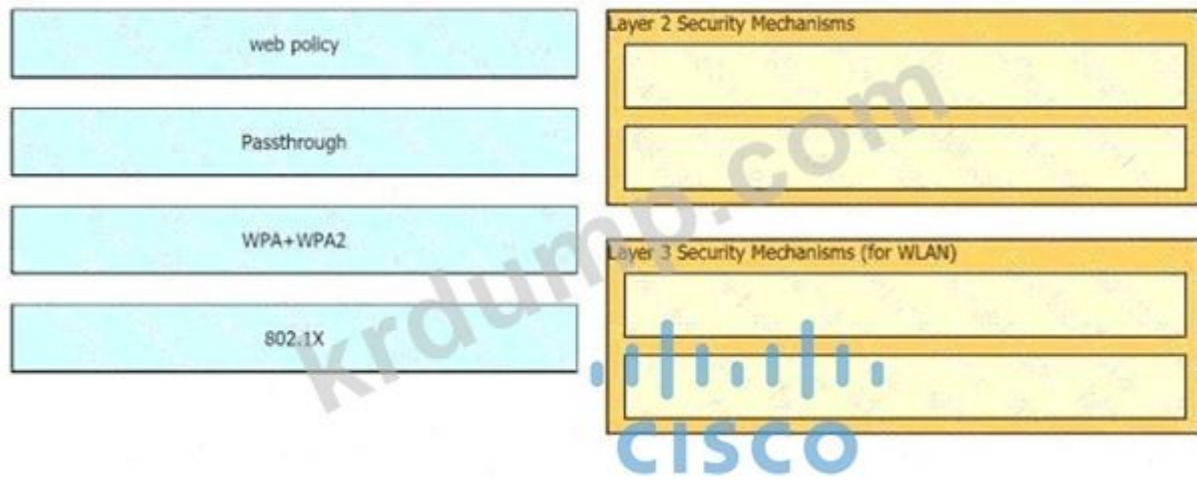 web policy
Passthrough
WPA+WPA2
802.1X
Layer 2 Security Mechanisms
Layer 3 Security Mechanisms (for WLAN)
krdump.com
CISCO